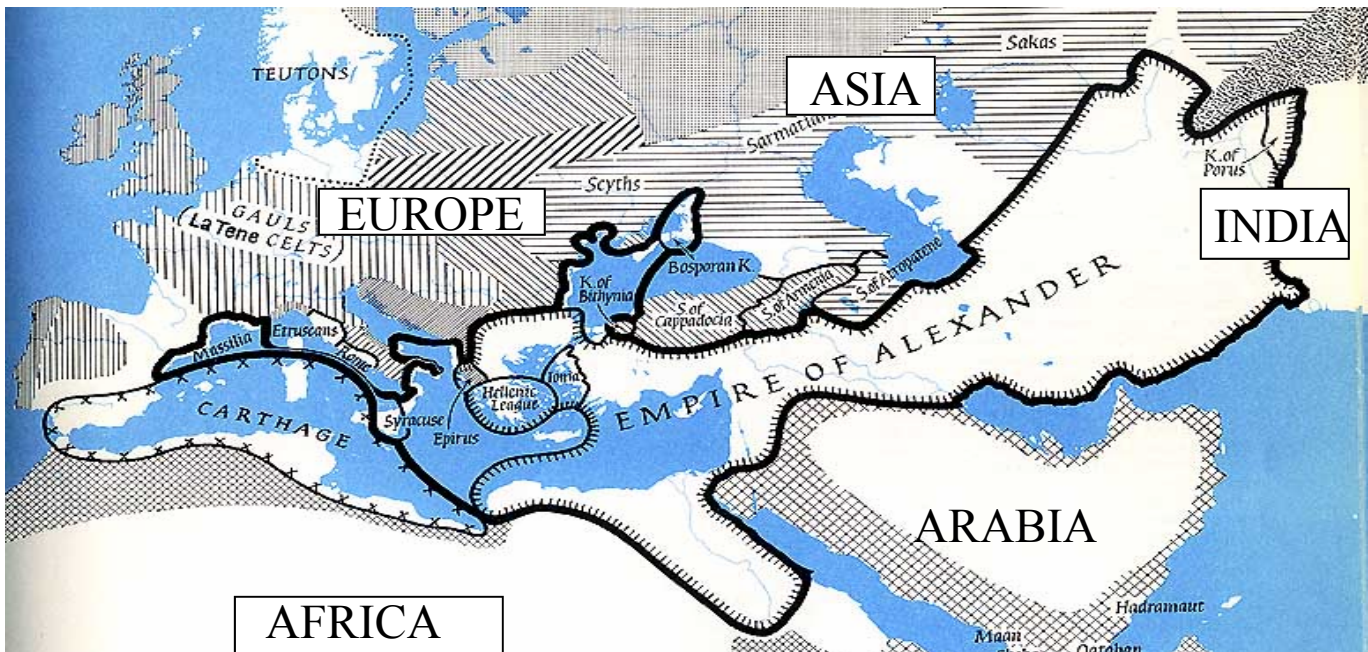 Sakas
TEUTONS
ASIA
Sarmatians
K. of
Porus
Scyths
EUROPE
GAULS
La Tene CELTS
INDIA
Bosporan K.
K. of
Bithynia
S. of Armenia
S. of Atropatene
S. of
Cappadocia
Etruscans
Massilia
Rome
EMPIRE OF ALEXANDER
Ionia
Hellenic
League
CARTHAGE
Syracuse
Epirus
ARABIA
AFRICA
Hadramaut
Maan
Qataban